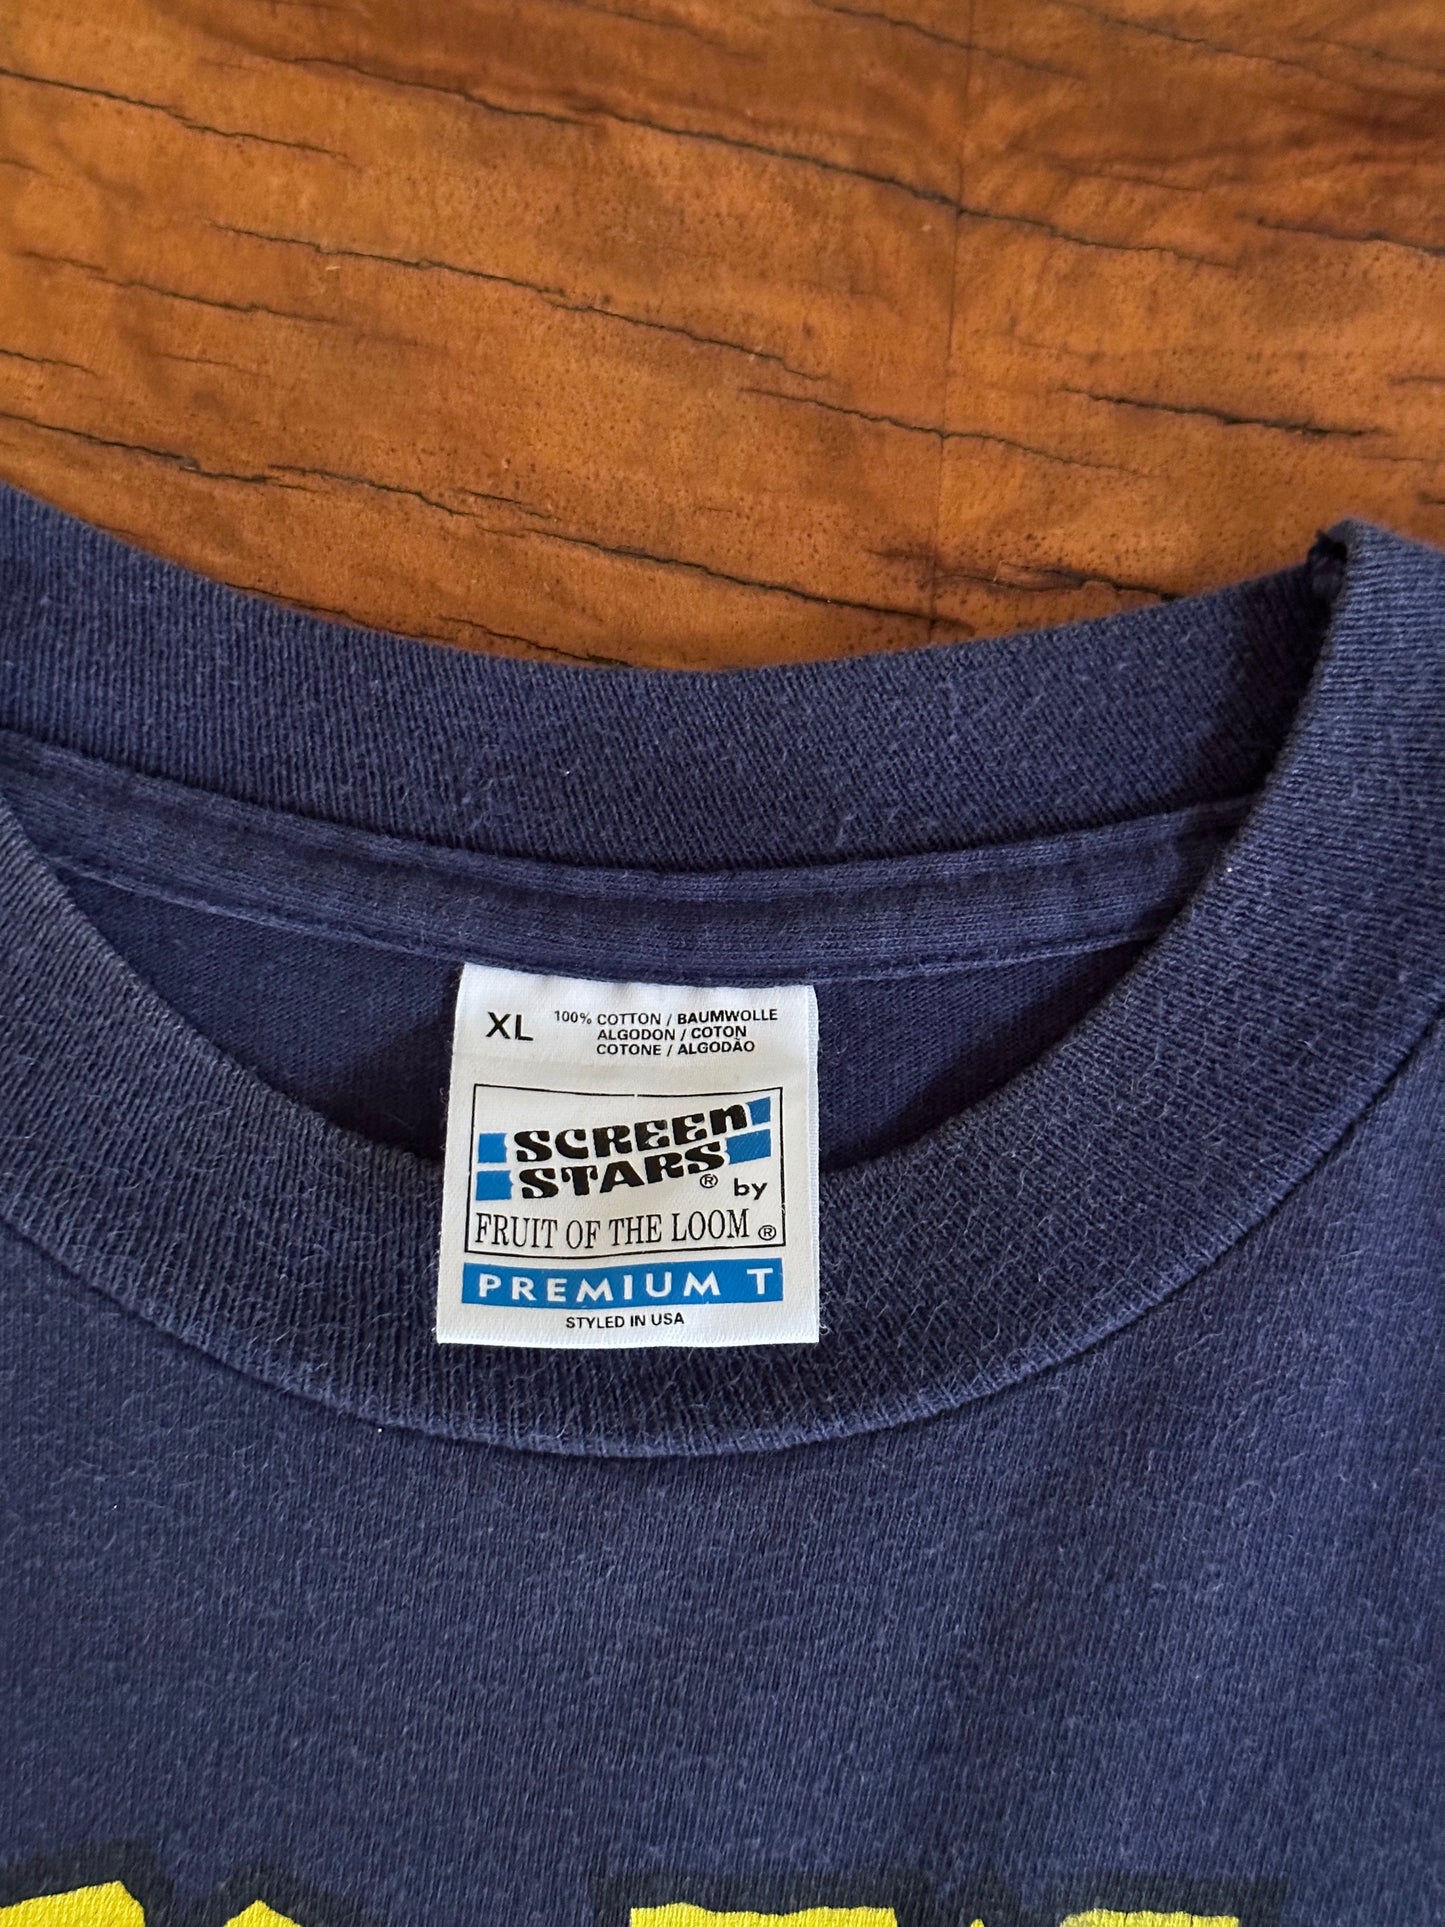 XL 100% COTTON / BAUMWOLLE
ALGODON / COTON
COTONE / ALGODÃO
SCREEN
STARS® by
FRUIT OF THE LOOM ®
PREMIUM T
STYLED IN USA